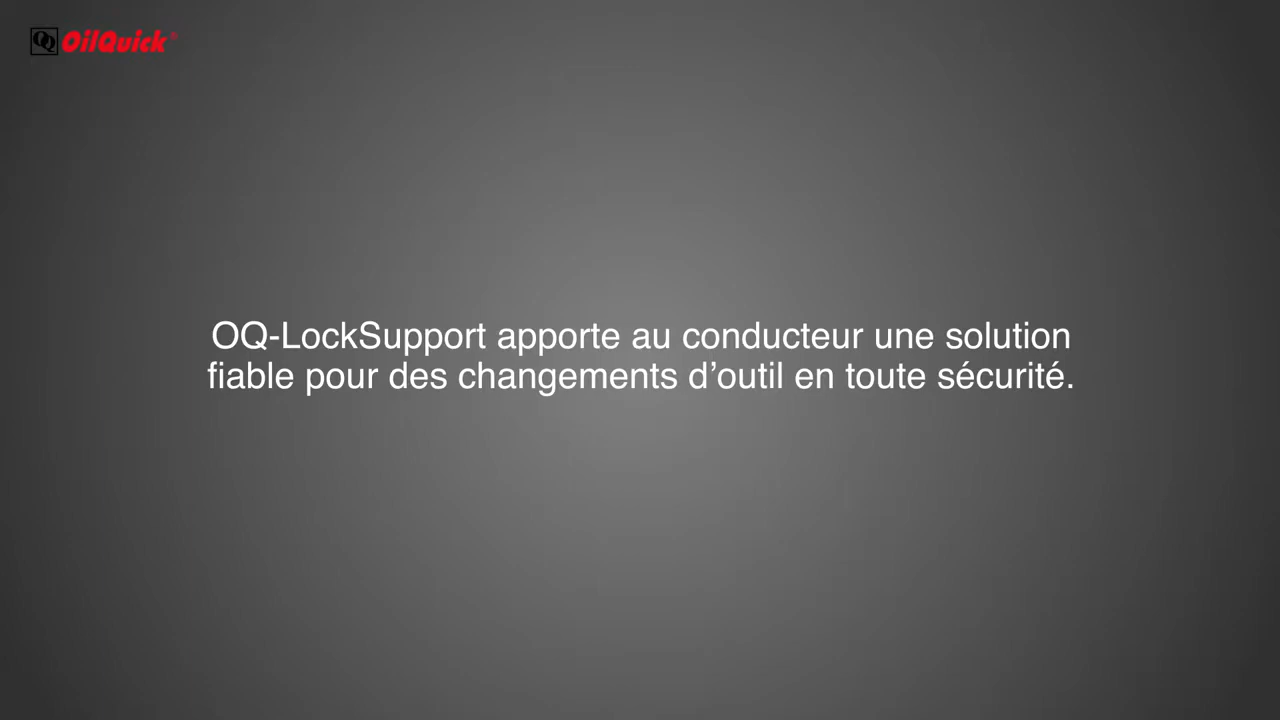 OilQuick®
OQ-LockSupport apporte au conducteur une solution
fiable pour des changements d’outil en toute sécurité.